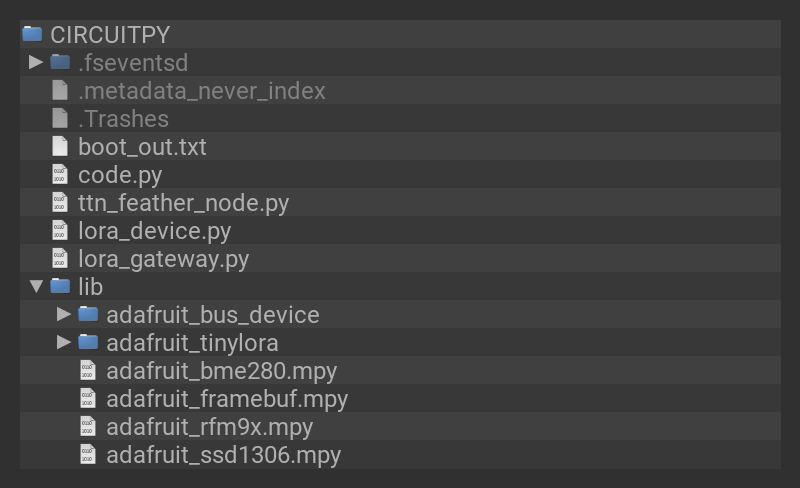 CIRCUITPY
.fseventsd
.metadata_never_index
.Trashes
boot_out.txt
code.py
ttn_feather_node.py
lora_device.py
lora_gateway.py
lib
adafruit_bus_device
adafruit_tinylora
adafruit_bme280.mpy
adafruit_framebuf.mpy
adafruit_rfm9x.mpy
adafruit_ssd1306.mpy